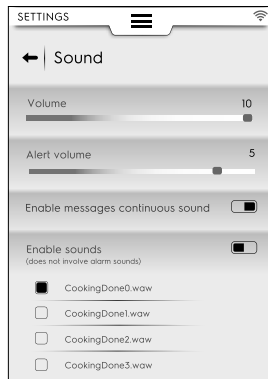 SETTINGS
Sound
Volume 10
Alert volume 5
Enable messages continuous sound
Enable sounds
(does not involve alarm sounds)
CookingDone0.waw
CookingDone1.waw
CookingDone2.waw
CookingDone3.waw